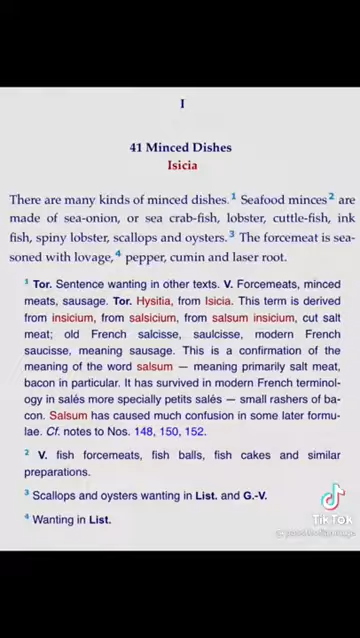 I
41 Minced Dishes
Isicia
There are many kinds of minced dishes.1 Seafood minces2 are
made of sea-onion, or sea crab-fish, lobster, cuttle-fish, ink
fish, spiny lobster, scallops and oysters.3 The forcemeat is sea-
soned with lovage,4 pepper, cumin and laser root.
1 Tor. Sentence wanting in other texts. V. Forcemeats, minced
meats, sausage. Tor. Hysitia, from Isicia. This term is derived
from insicium, from salsicium, from salsum insicium, cut salt
meat; old French salcisse, saulcisse, modern French
saucisse, meaning sausage. This is a confirmation of the
meaning of the word salsum — meaning primarily salt meat,
bacon in particular. It has survived in modern French terminol-
ogy in salés more specially petits salés — small rashers of ba-
con. Salsum has caused much confusion in some later formu-
lae. Cf. notes to Nos. 148, 150, 152.
2 V. fish forcemeats, fish balls, fish cakes and similar
preparations.
3 Scallops and oysters wanting in List. and G.-V.
4 Wanting in List.
TikTok